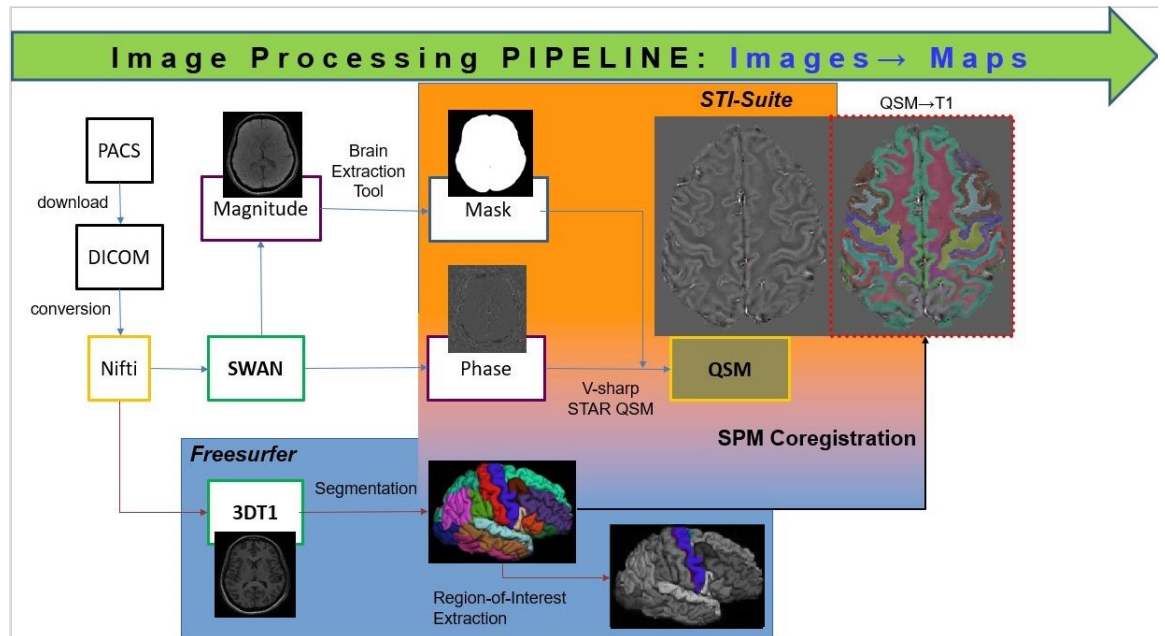 Image Processing PIPELINE: Images→ Maps
STI-Suite
QSM→T1
PACS
download
DICOM
conversion
Nifti
SWAN
Magnitude
Brain
Extraction
Tool
Mask
Phase
V-sharp
STAR QSM
QSM
SPM Coregistration
Freesurfer
3DT1
Segmentation
Region-of-Interest
Extraction